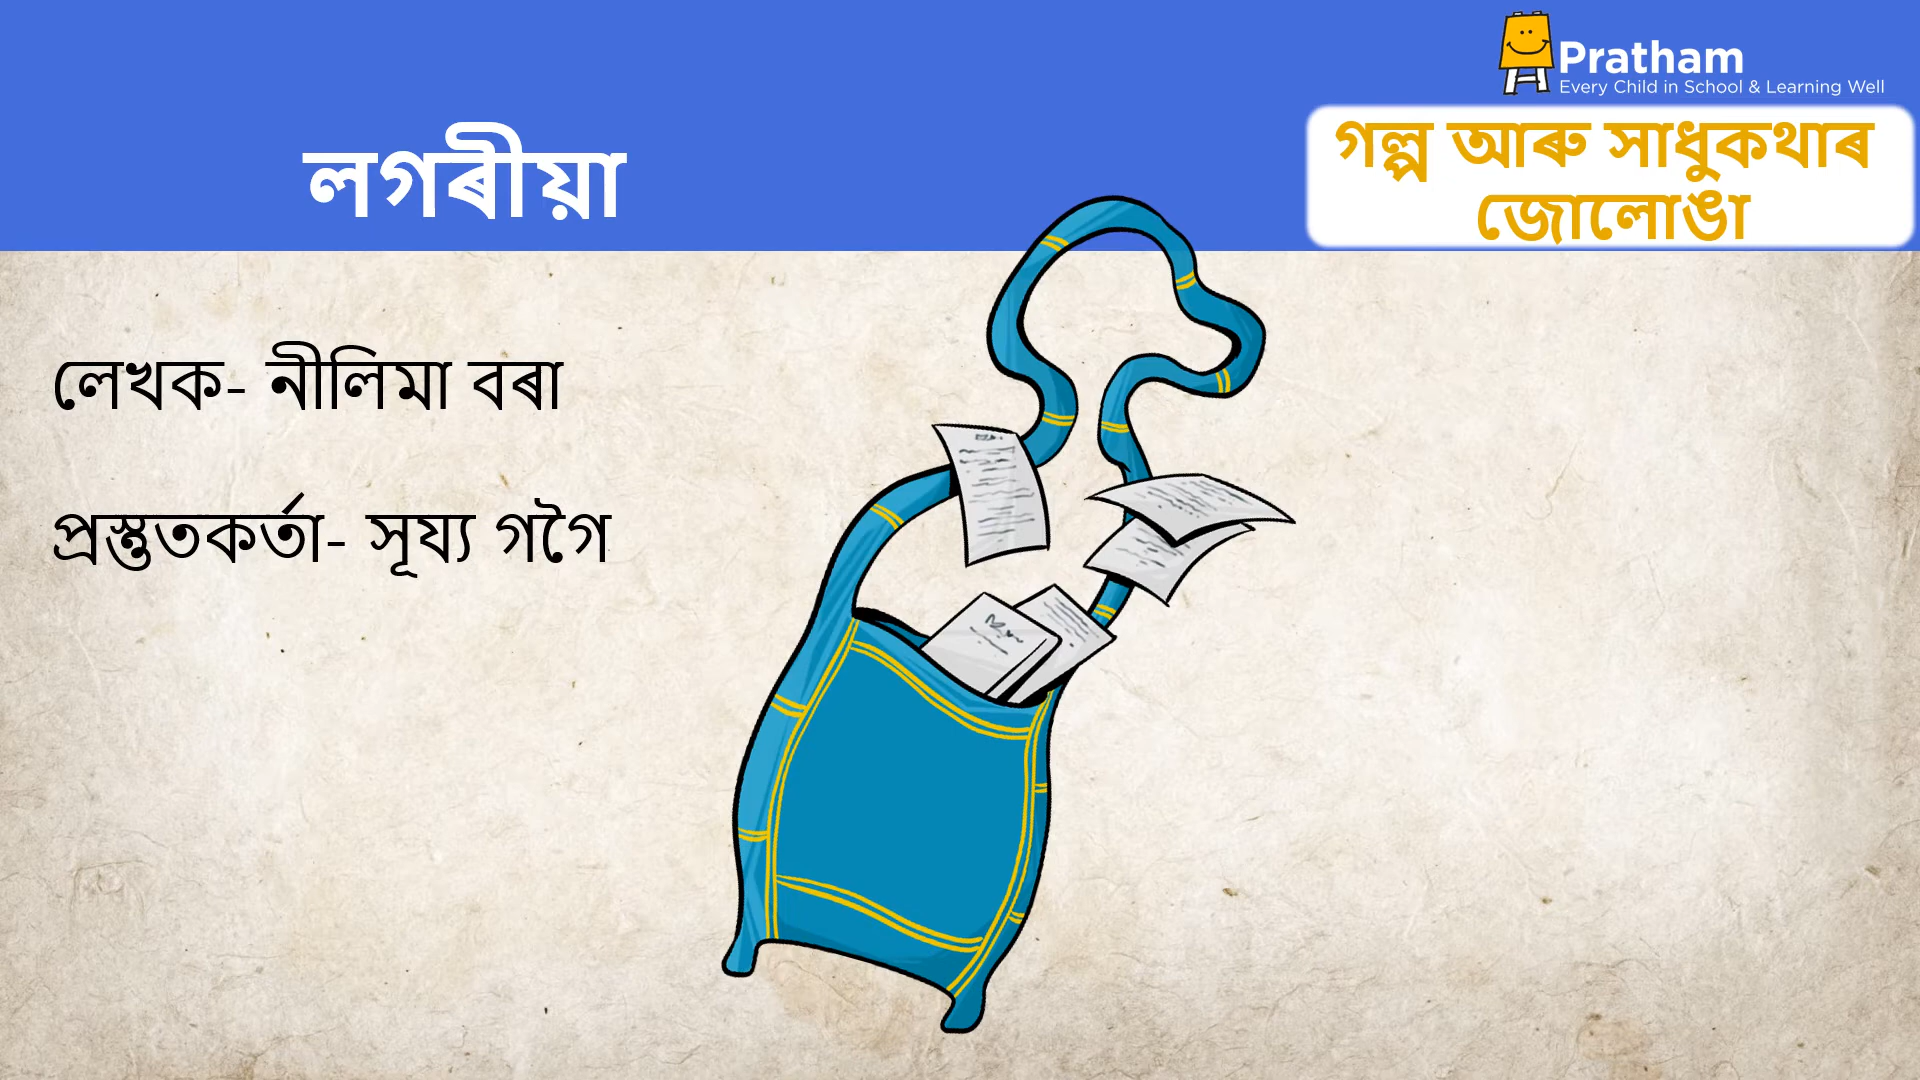 Pratham
Every Child in School & Learning Well
লগৰীয়া
গল্প আৰু সাধুকথাৰ
জোলোঙা
লেখক- নীলিমা বৰা
প্ৰস্তুতকৰ্তা- সূয্য গগৈ